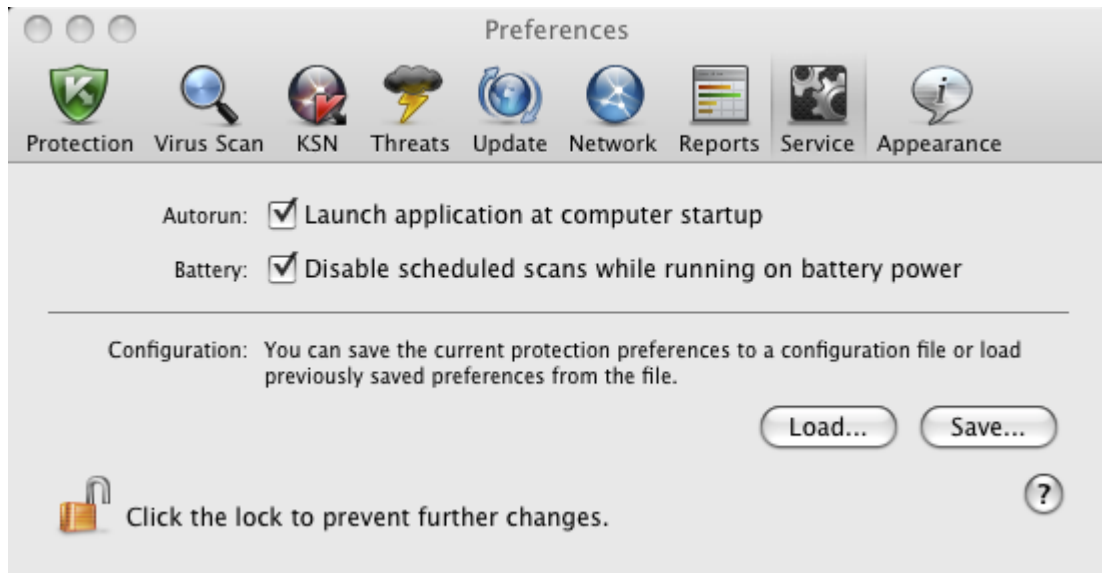 Preferences
Protection Virus Scan KSN Threats Update Network Reports Service Appearance
Autorun: Launch application at computer startup
Battery: Disable scheduled scans while running on battery power
Configuration: You can save the current protection preferences to a configuration file or load
previously saved preferences from the file.
Load... Save...
Click the lock to prevent further changes.
?